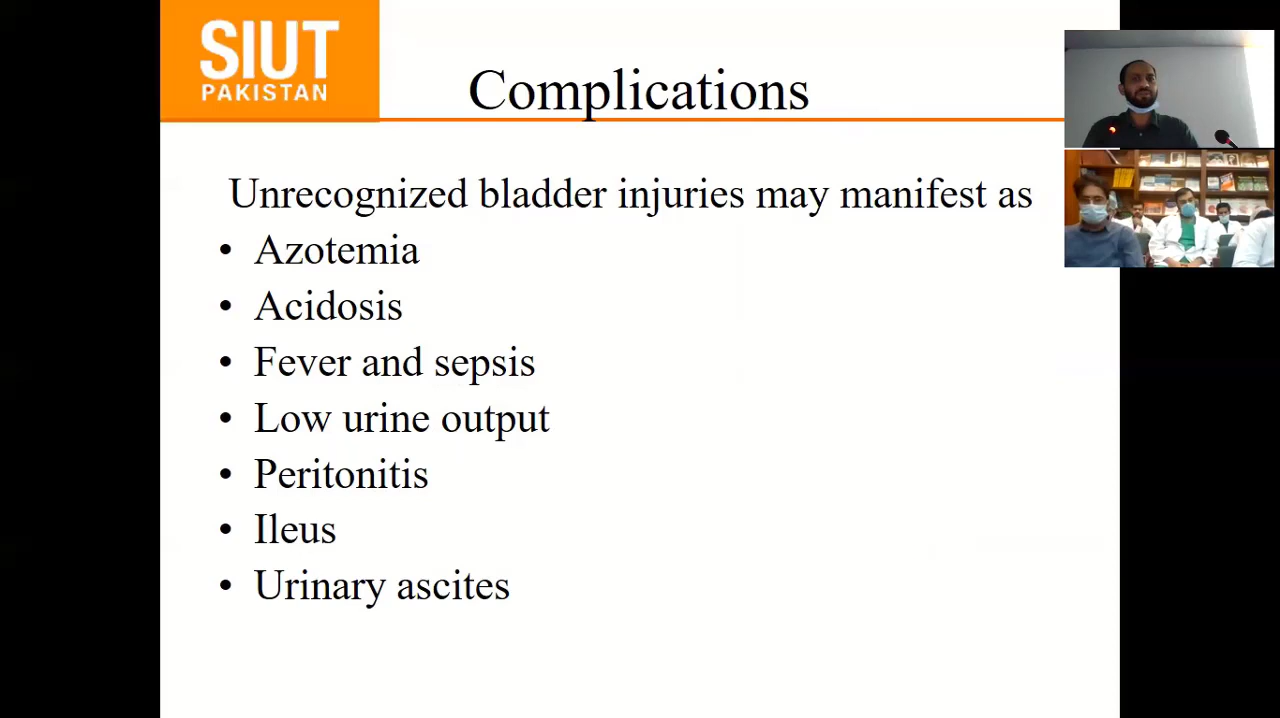 SIUT
PAKISTAN
Complications
Unrecognized bladder injuries may manifest as
• Azotemia
• Acidosis
• Fever and sepsis
• Low urine output
• Peritonitis
• Ileus
• Urinary ascites